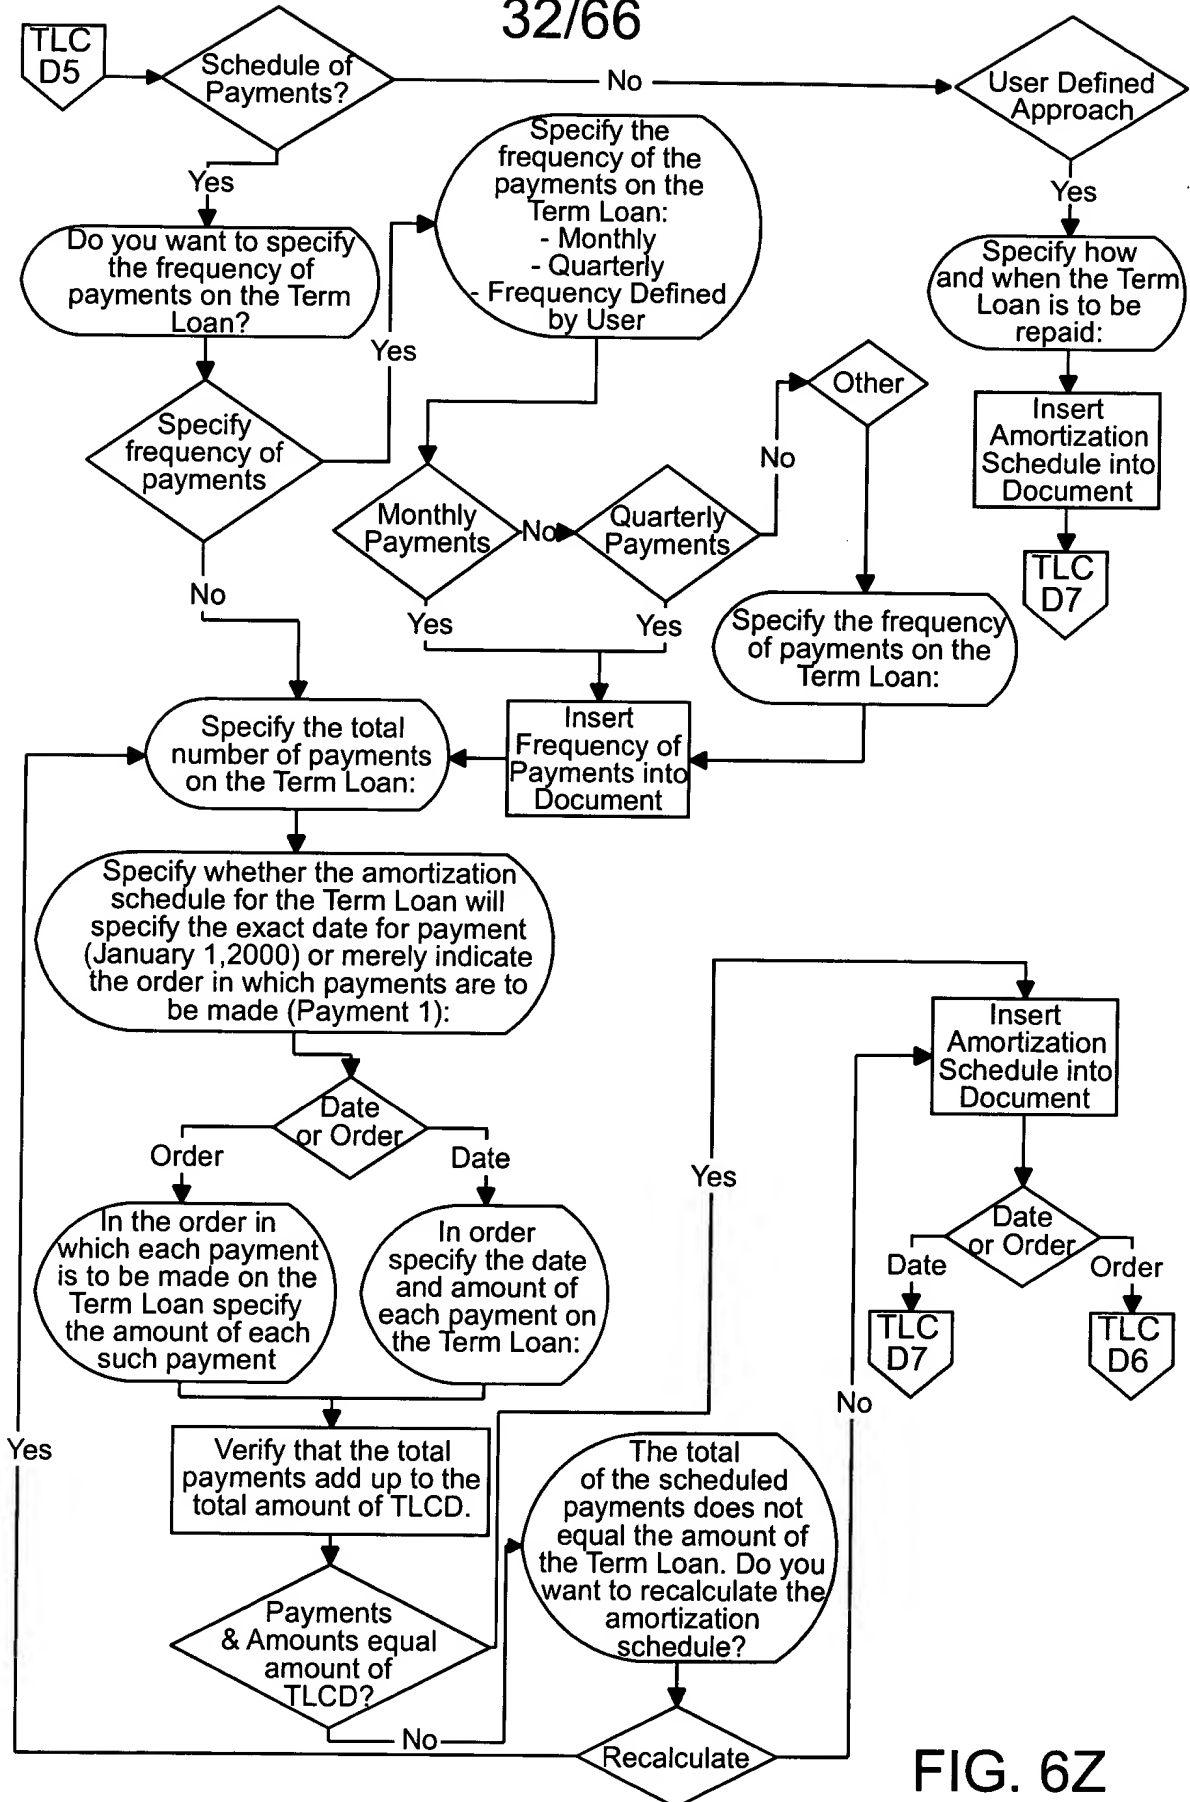 32/66
TLC
D5
Schedule of
Payments?
No
User Defined
Approach
Yes
Do you want to specify
the frequency of
payments on the Term
Loan?
Yes
Specify the
frequency of the
payments on the
Term Loan:
- Monthly
- Quarterly
- Frequency Defined
by User
Yes
Specify how
and when the Term
Loan is to be
repaid:
Specify
frequency of
payments
No
Monthly
Payments
No
Quarterly
Payments
No
Other
Insert
Amortization
Schedule into
Document
TLC
D7
Yes
Yes
Specify the frequency
of payments on the
Term Loan:
Specify the total
number of payments
on the Term Loan:
Insert
Frequency of
Payments into
Document
Specify whether the amortization
schedule for the Term Loan will
specify the exact date for payment
(January 1,2000) or merely indicate
the order in which payments are to
be made (Payment 1):
Date
or Order
Order
Date
In the order in
which each payment
is to be made on the
Term Loan specify
the amount of each
such payment
In order
specify the date
and amount of
each payment on
the Term Loan:
Yes
Insert
Amortization
Schedule into
Document
Date
or Order
Date
Order
TLC
D7
TLC
D6
Yes
Verify that the total
payments add up to the
total amount of TLCD.
Payments
& Amounts equal
amount of
TLCD?
No
The total
of the scheduled
payments does not
equal the amount of
the Term Loan. Do you
want to recalculate the
amortization
schedule?
No
Recalculate
FIG. 6Z